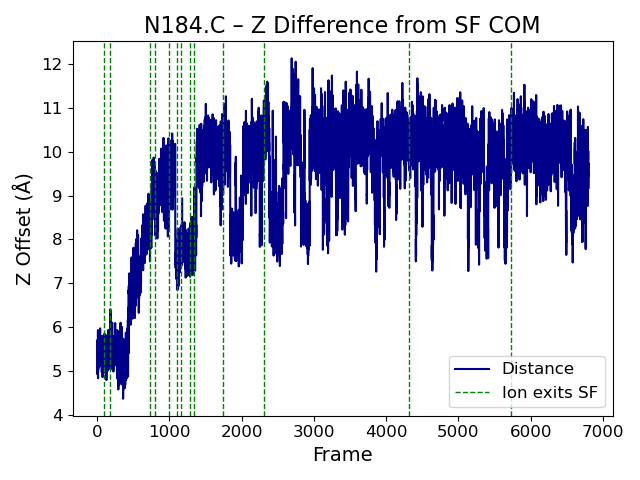 N184.C – Z Difference from SF COM
Z Offset (Å)
12
11
10
9
8
7
6
5
4
Distance
Ion exits SF
0 1000 2000 3000 4000 5000 6000 7000
Frame